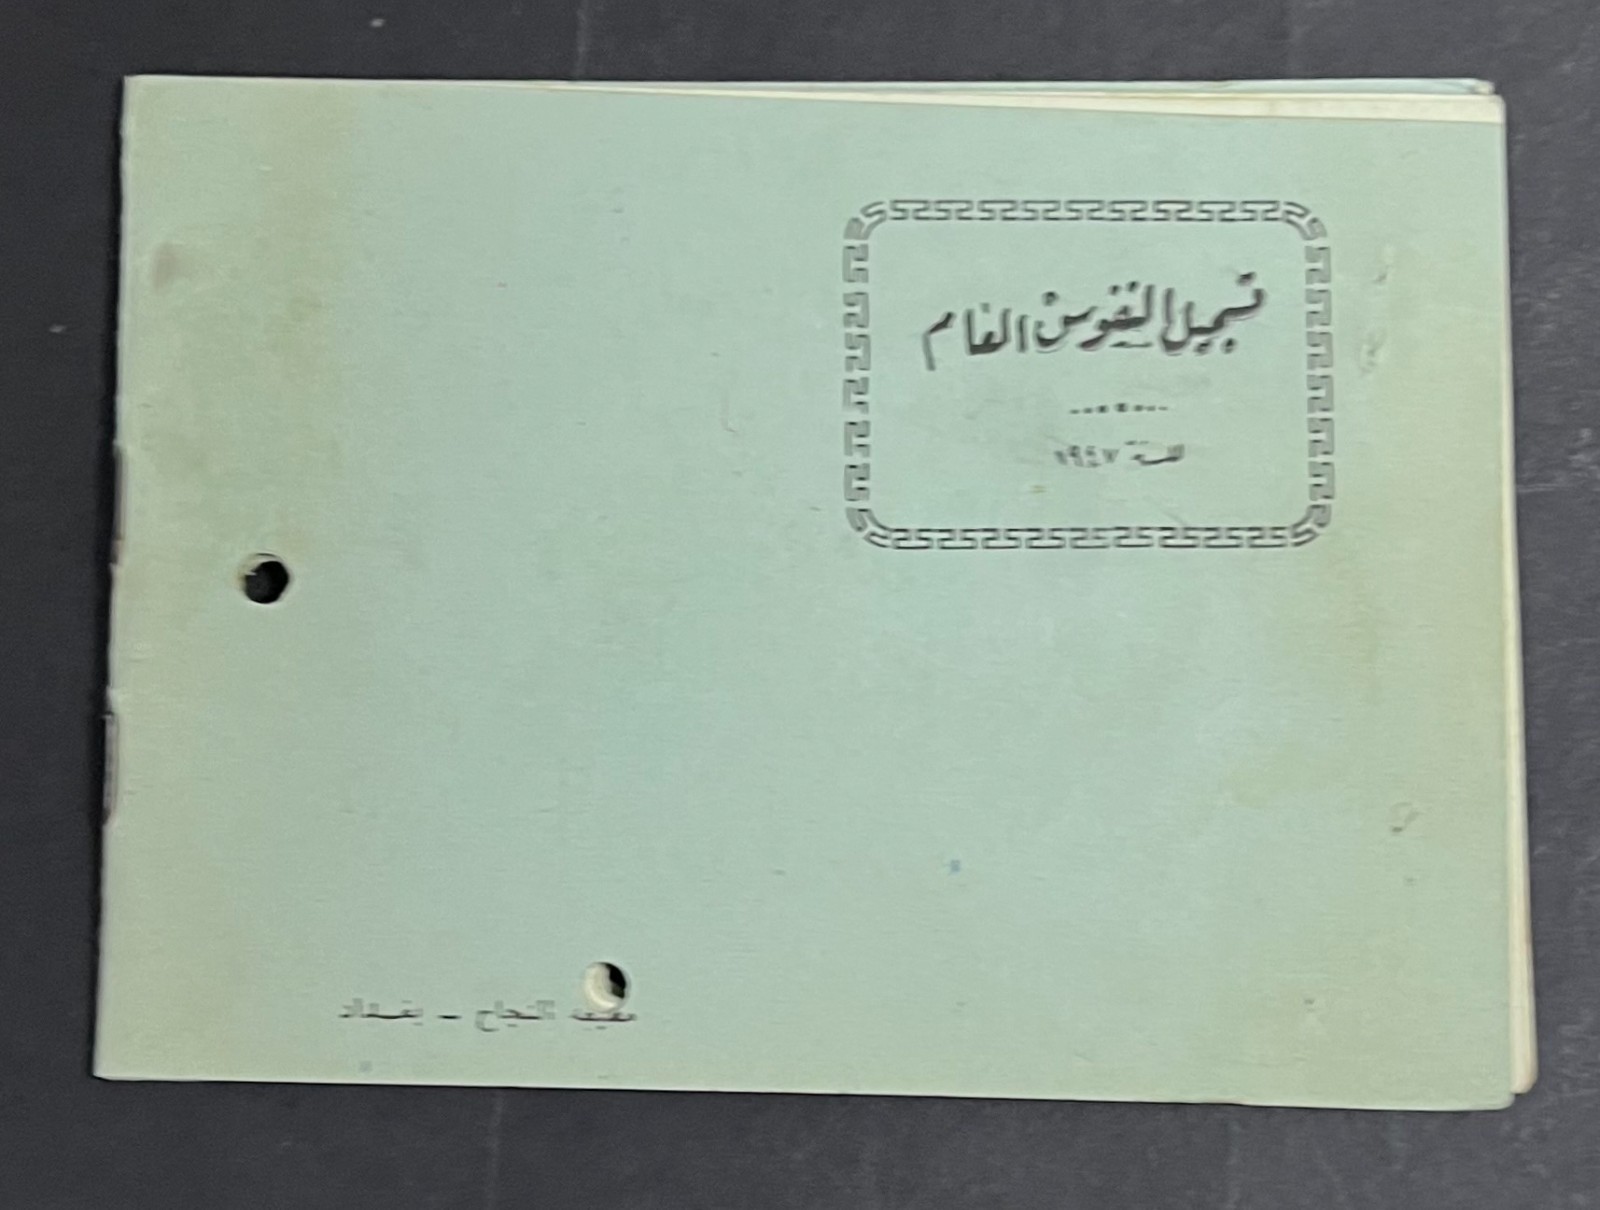 تسجيل النفوس العام
لسنة ١٩٤٧
مطبعة النجاح - بغداد